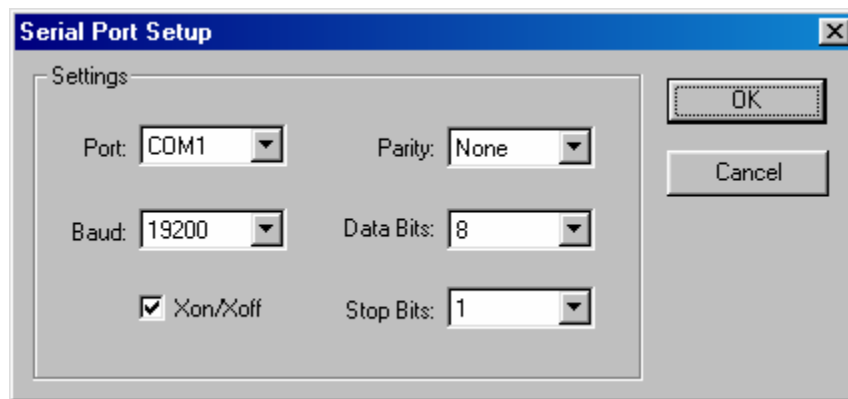 Serial Port Setup
Settings
Port: COM1
Parity: None
OK
Cancel
Baud: 19200
Data Bits: 8
Xon/Xoff
Stop Bits: 1